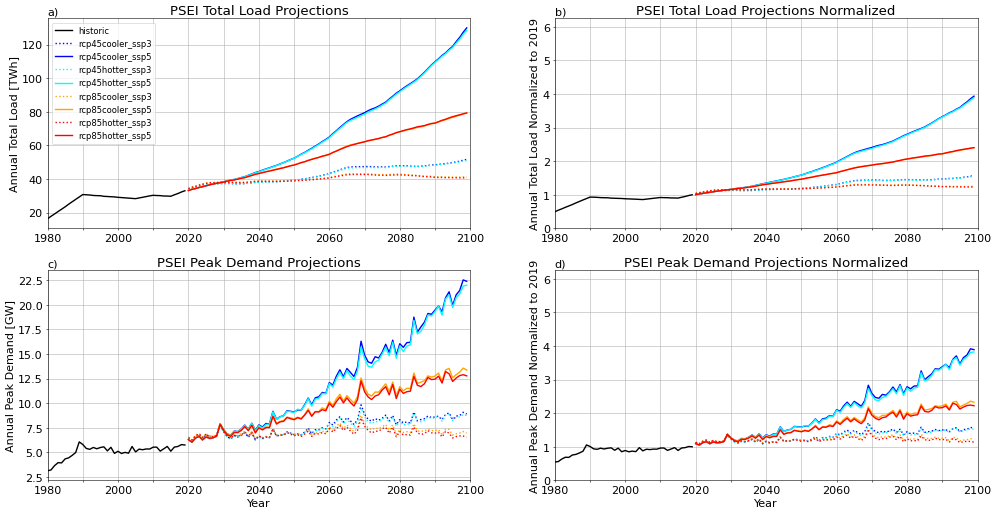 a)
PSEI Total Load Projections
Annual Total Load [TWh]
120
100
80
60
40
20
1980 2000 2020 2040 2060 2080 2100
historic
rcp45cooler_ssp3
rcp45cooler_ssp5
rcp45hotter_ssp3
rcp45hotter_ssp5
rcp85cooler_ssp3
rcp85cooler_ssp5
rcp85hotter_ssp3
rcp85hotter_ssp5
b)
PSEI Total Load Projections Normalized
Annual Total Load Normalized to 2019
6
5
4
3
2
1
0
1980 2000 2020 2040 2060 2080 2100
c)
PSEI Peak Demand Projections
Annual Peak Demand [GW]
22.5
20.0
17.5
15.0
12.5
10.0
7.5
5.0
2.5
1980 2000 2020 2040 2060 2080 2100
Year
d)
PSEI Peak Demand Projections Normalized
Annual Peak Demand Normalized to 2019
6
5
4
3
2
1
0
1980 2000 2020 2040 2060 2080 2100
Year